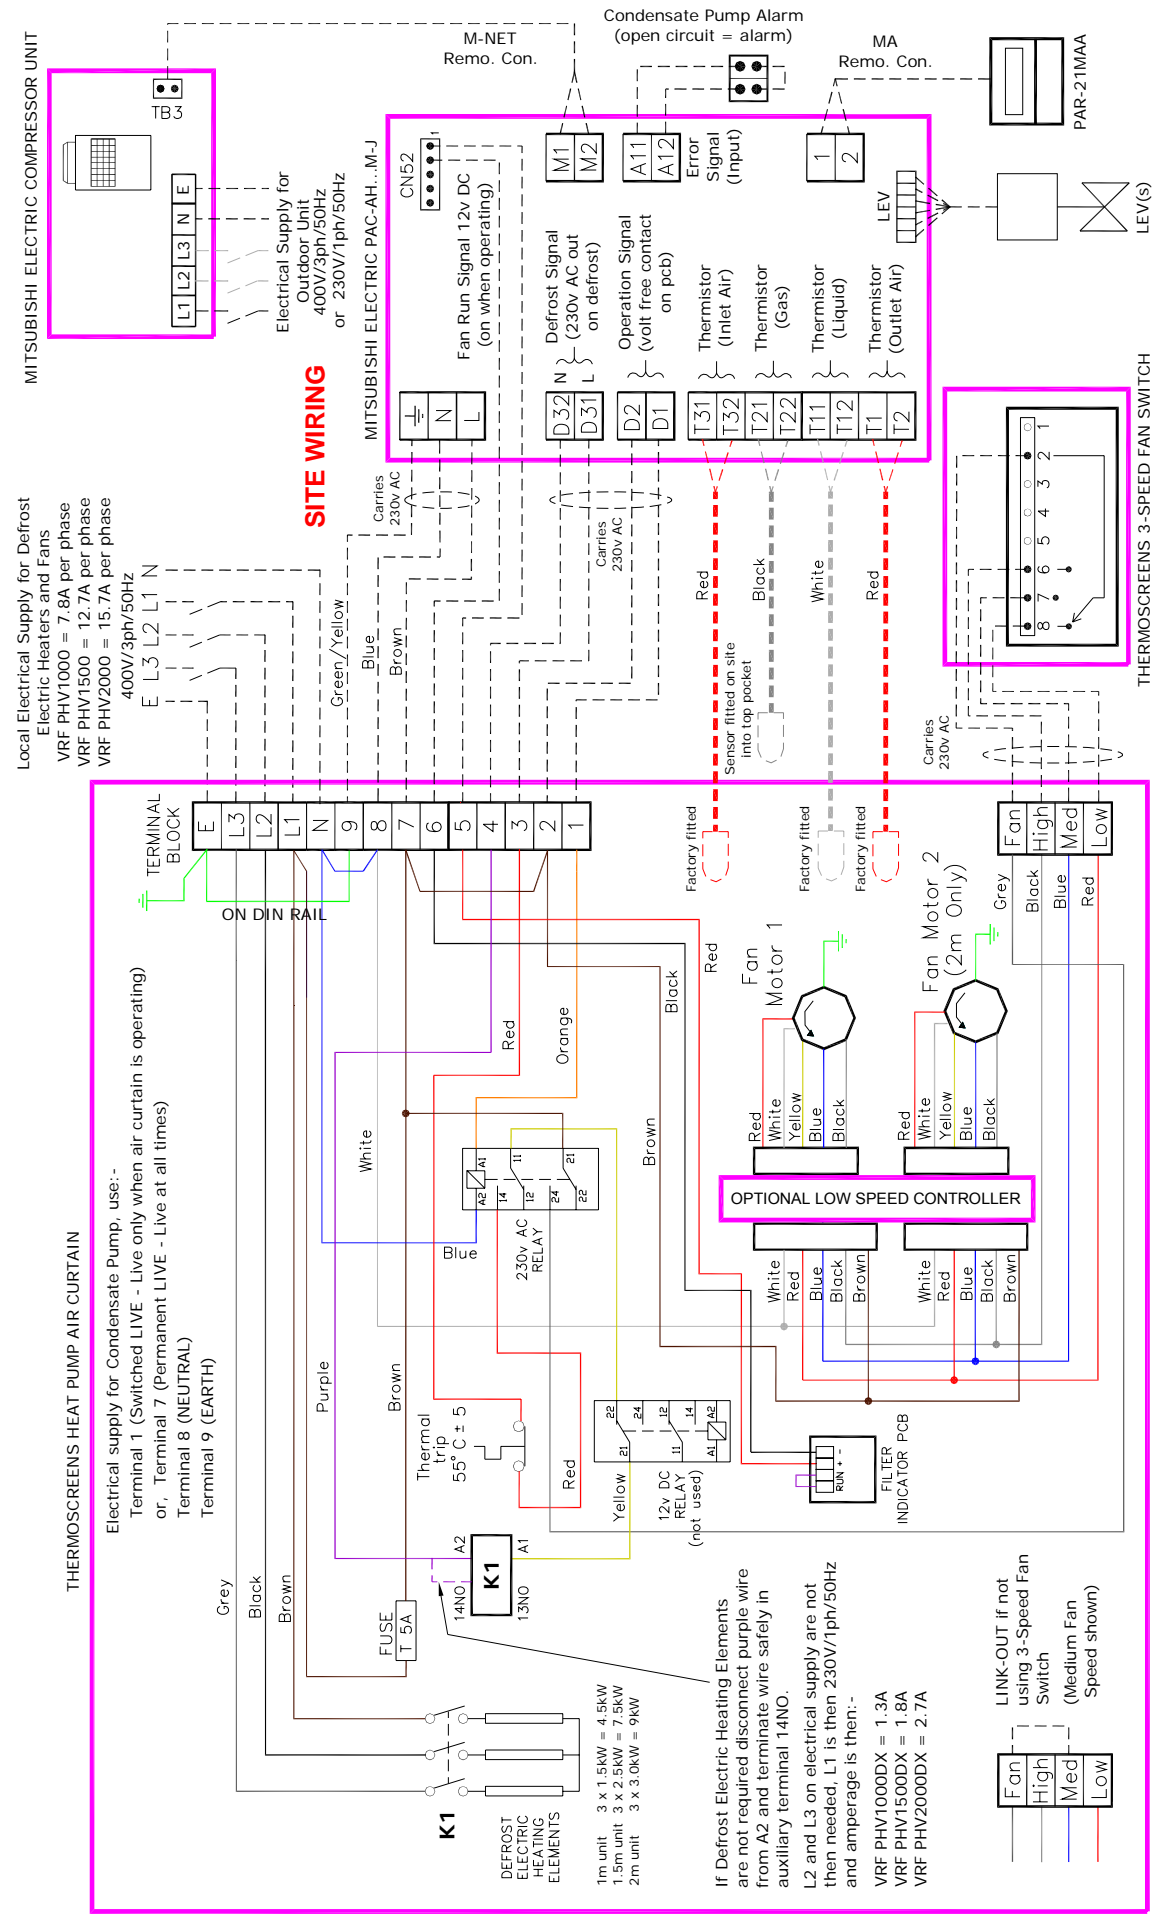 MITSUBISHI ELECTRIC COMPRESSOR UNIT
TB3
L1 L2 L3 N E
Electrical Supply for
Outdoor Unit
400V/3ph/50Hz
or 230V/1ph/50Hz
M-NET
Remo. Con.
Condensate Pump Alarm
(open circuit = alarm)
MA
Remo. Con.
PAR-21MAA
SITE WIRING
MITSUBISHI ELECTRIC PAC-AH...M-J
CN52
1
Fan Run Signal 12v DC
(on when operating)
M1
M2
A11
A12
Error
Signal
(Input)
1
2
LEV
LEV(s)
N
L
D32
D31
N
L
Defrost Signal
(230v AC out
on defrost)
D2
D1
Operation Signal
(volt free contact
on pcb)
T31
T32
Thermistor
(Inlet Air)
T21
T22
Thermistor
(Gas)
T11
T12
Thermistor
(Liquid)
T1
T2
Thermistor
(Outlet Air)
THERMOSCREENS 3-SPEED FAN SWITCH
8 7 6 5 4 3 2 1
Local Electrical Supply for Defrost
Electric Heaters and Fans
VRF PHV1000 = 7.8A per phase
VRF PHV1500 = 12.7A per phase
VRF PHV2000 = 15.7A per phase
400V/3ph/50Hz
E L3 L2 L1 N
Green/Yellow
Blue
Brown
Carries
230v AC
Carries
230v AC
Red
Black
White
Red
Sensor fitted on site
into top pocket
Carries
230v AC
Factory fitted
Factory fitted
Factory fitted
THERMOSCREENS HEAT PUMP AIR CURTAIN
TERMINAL
BLOCK
E
L3
L2
L1
N
9
8
7
6
5
4
3
2
1
ON DIN RAIL
Fan
High
Med
Low
Grey
Black
Blue
Red
Electrical supply for Condensate Pump, use:-
Terminal 1 (Switched LIVE - Live only when air curtain is operating)
or, Terminal 7 (Permanent LIVE - Live at all times)
Terminal 8 (NEUTRAL)
Terminal 9 (EARTH)
Red
Orange
Black
Red
White
Brown
Fan
Motor 1
Fan Motor 2
(2m Only)
Red
White
Yellow
Blue
Black
Red
White
Yellow
Blue
Black
OPTIONAL LOW SPEED CONTROLLER
White
Red
Blue
Black
Brown
White
Red
Blue
Black
Brown
A1
A2
11
14
12
21
24
22
230v AC
RELAY
Blue
Purple
Brown
Thermal
trip
55°C ± 5
Red
22
24
21
12
14
11
A2
A1
12v DC
RELAY
(not used)
Yellow
RUN + -
FILTER
INDICATOR PCB
Grey
Black
Brown
FUSE
T 5A
A2
A1
K1
14NO
13NO
K1
DEFROST
ELECTRIC
HEATING
ELEMENTS
1m unit 3 x 1.5kW = 4.5kW
1.5m unit 3 x 2.5kW = 7.5kW
2m unit 3 x 3.0kW = 9kW
If Defrost Electric Heating Elements
are not required disconnect purple wire
from A2 and terminate wire safely in
auxiliary terminal 14NO.
L2 and L3 on electrical supply are not
then needed, L1 is then 230V/1ph/50Hz
and amperage is then:-
VRF PHV1000DX = 1.3A
VRF PHV1500DX = 1.8A
VRF PHV2000DX = 2.7A
LINK-OUT if not
using 3-Speed Fan
Switch
(Medium Fan
Speed shown)
Fan
High
Med
Low